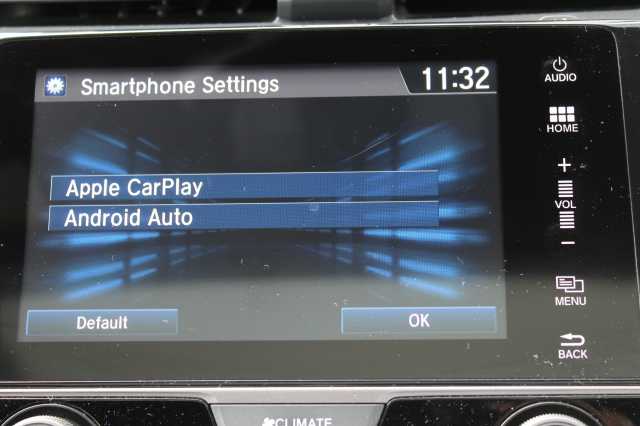 Smartphone Settings
11:32
Apple CarPlay
Android Auto
Default
OK
AUDIO
HOME
+
VOL
−
MENU
BACK
CLIMATE